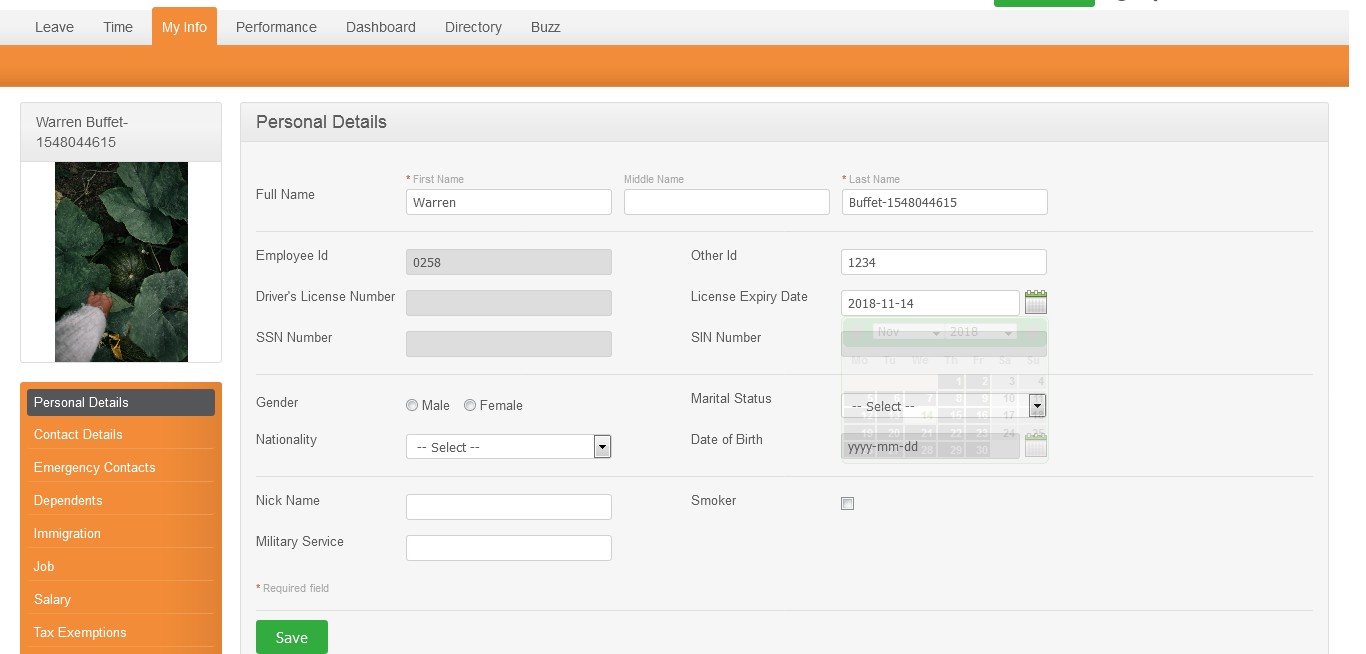 Leave Time My Info Performance Dashboard Directory Buzz
Warren Buffet-
1548044615
Personal Details
Contact Details
Emergency Contacts
Dependents
Immigration
Job
Salary
Tax Exemptions
Personal Details
* First Name Middle Name * Last Name
Full Name Warren Buffet-1548044615
Employee Id 0258 Other Id 1234
Driver's License Number License Expiry Date 2018-11-14
SSN Number SIN Number
Nov 2018
Mo Tu We Th Fr Sa Su
1 2 3 4
7 8 9 10 11
Gender Male Female Marital Status -- Select --
12 13 14 15 16 17
19 20 21 22 23 24 25
Nationality -- Select -- Date of Birth yyyy-mm-dd
28 29 30
Nick Name Smoker
Military Service
* Required field
Save